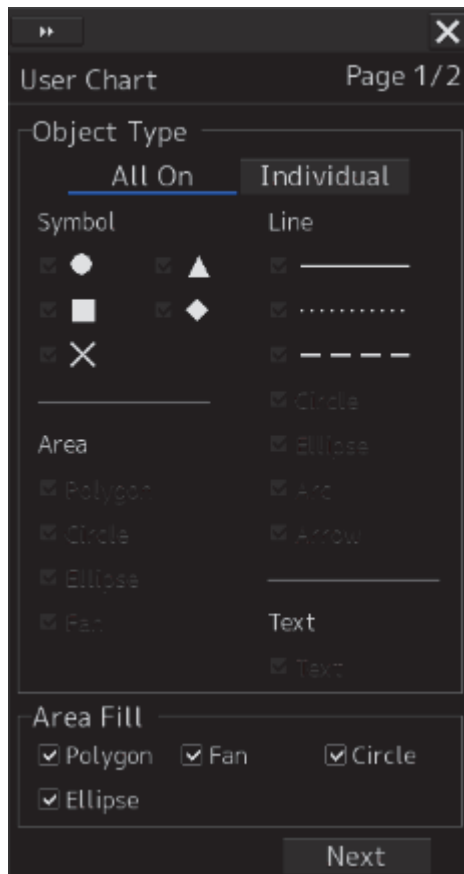 User Chart Page 1/2
Object Type
All On Individual
Symbol Line
Circle
Area Ellipse
Polygon Arc
Circle Arrow
Ellipse
Fan Text
Text
Area Fill
Polygon Fan Circle
Ellipse
Next